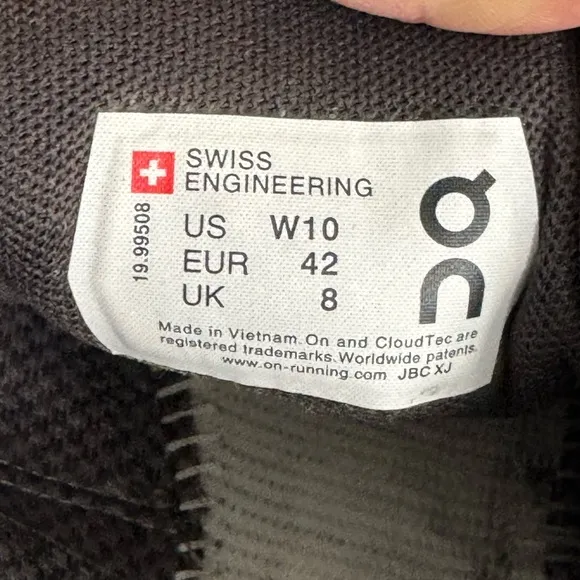 SWISS
ENGINEERING
19.99508
US W10
EUR 42
UK 8
Made in Vietnam. On and CloudTec are
registered trademarks. Worldwide patents.
www.on-running.com JBC XJ